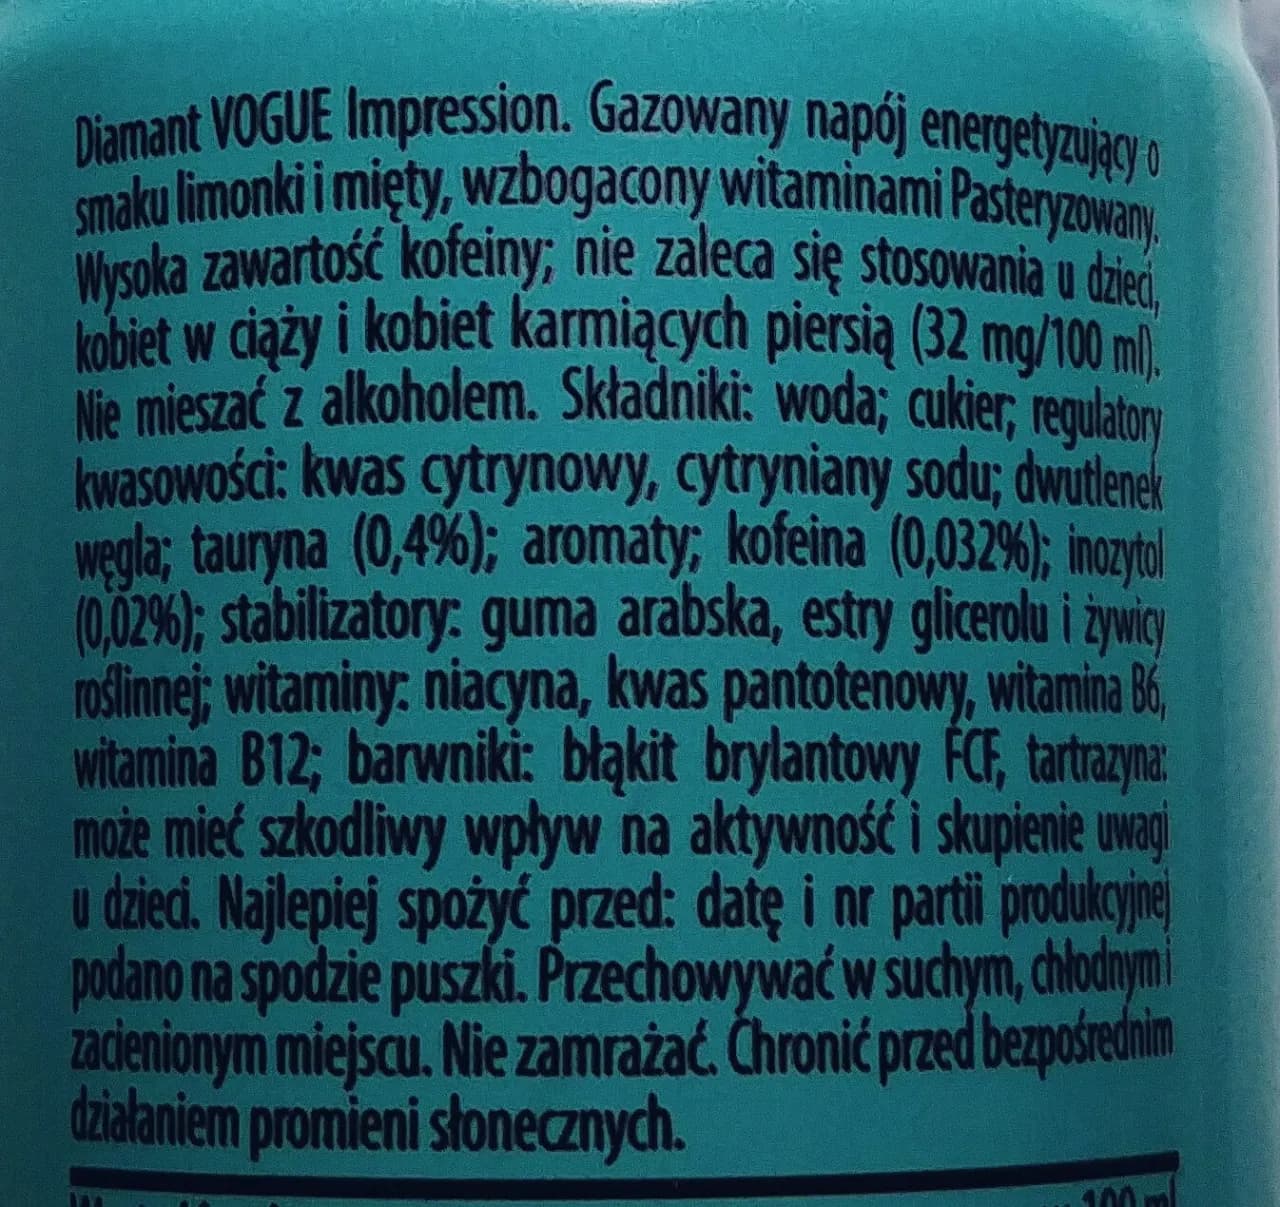 Diamant VOGUE Impression. Gazowany napój energetyzujący o
smaku limonki i mięty, wzbogacony witaminami Pasteryzowany.
Wysoka zawartość kofeiny; nie zaleca się stosowania u dzieci,
kobiet w ciąży i kobiet karmiących piersią (32 mg/100 ml).
Nie mieszać z alkoholem. Składniki: woda; cukier; regulatory
kwasowości: kwas cytrynowy, cytryniany sodu; dwutlenek
węgla; tauryna (0,4%); aromaty; kofeina (0,032%); inozytol
(0,02%); stabilizatory: guma arabska, estry glicerolu i żywicy
roślinnej; witaminy: niacyna, kwas pantotenowy, witamina B6,
witamina B12; barwniki: błąkit brylantowy FCF, tartrazyna:
może mieć szkodliwy wpływ na aktywność i skupienie uwagi
u dzieci. Najlepiej spożyć przed: datę i nr partii produkcyjnej
podano na spodzie puszki. Przechowywać w suchym, chłodnym i
zacienionym miejscu. Nie zamrażać. Chronić przed bezpośrednim
działaniem promieni słonecznych.
100 ml